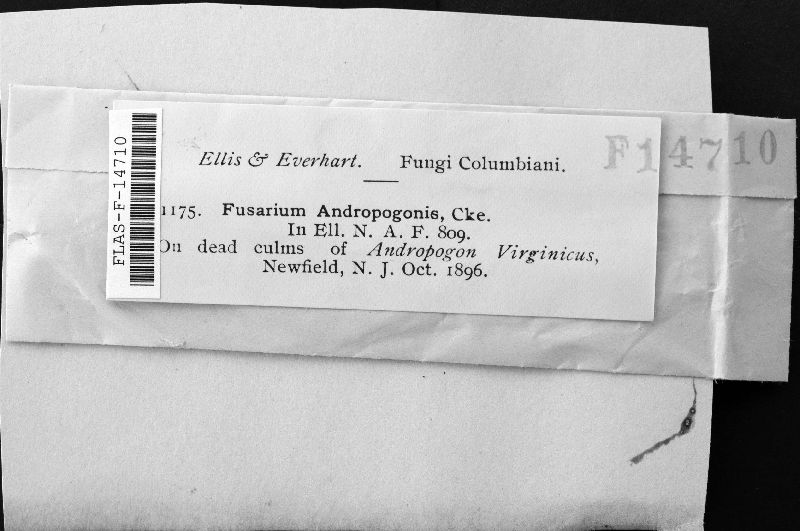 Ellis & Everhart. Fungi Columbiani.
F14710
1175. Fusarium Andropogonis, Cke.
In Ell. N. A. F. 809.
On dead culms of Andropogon Virginicus,
Newfield, N. J. Oct. 1896.
FLAS-F-14710